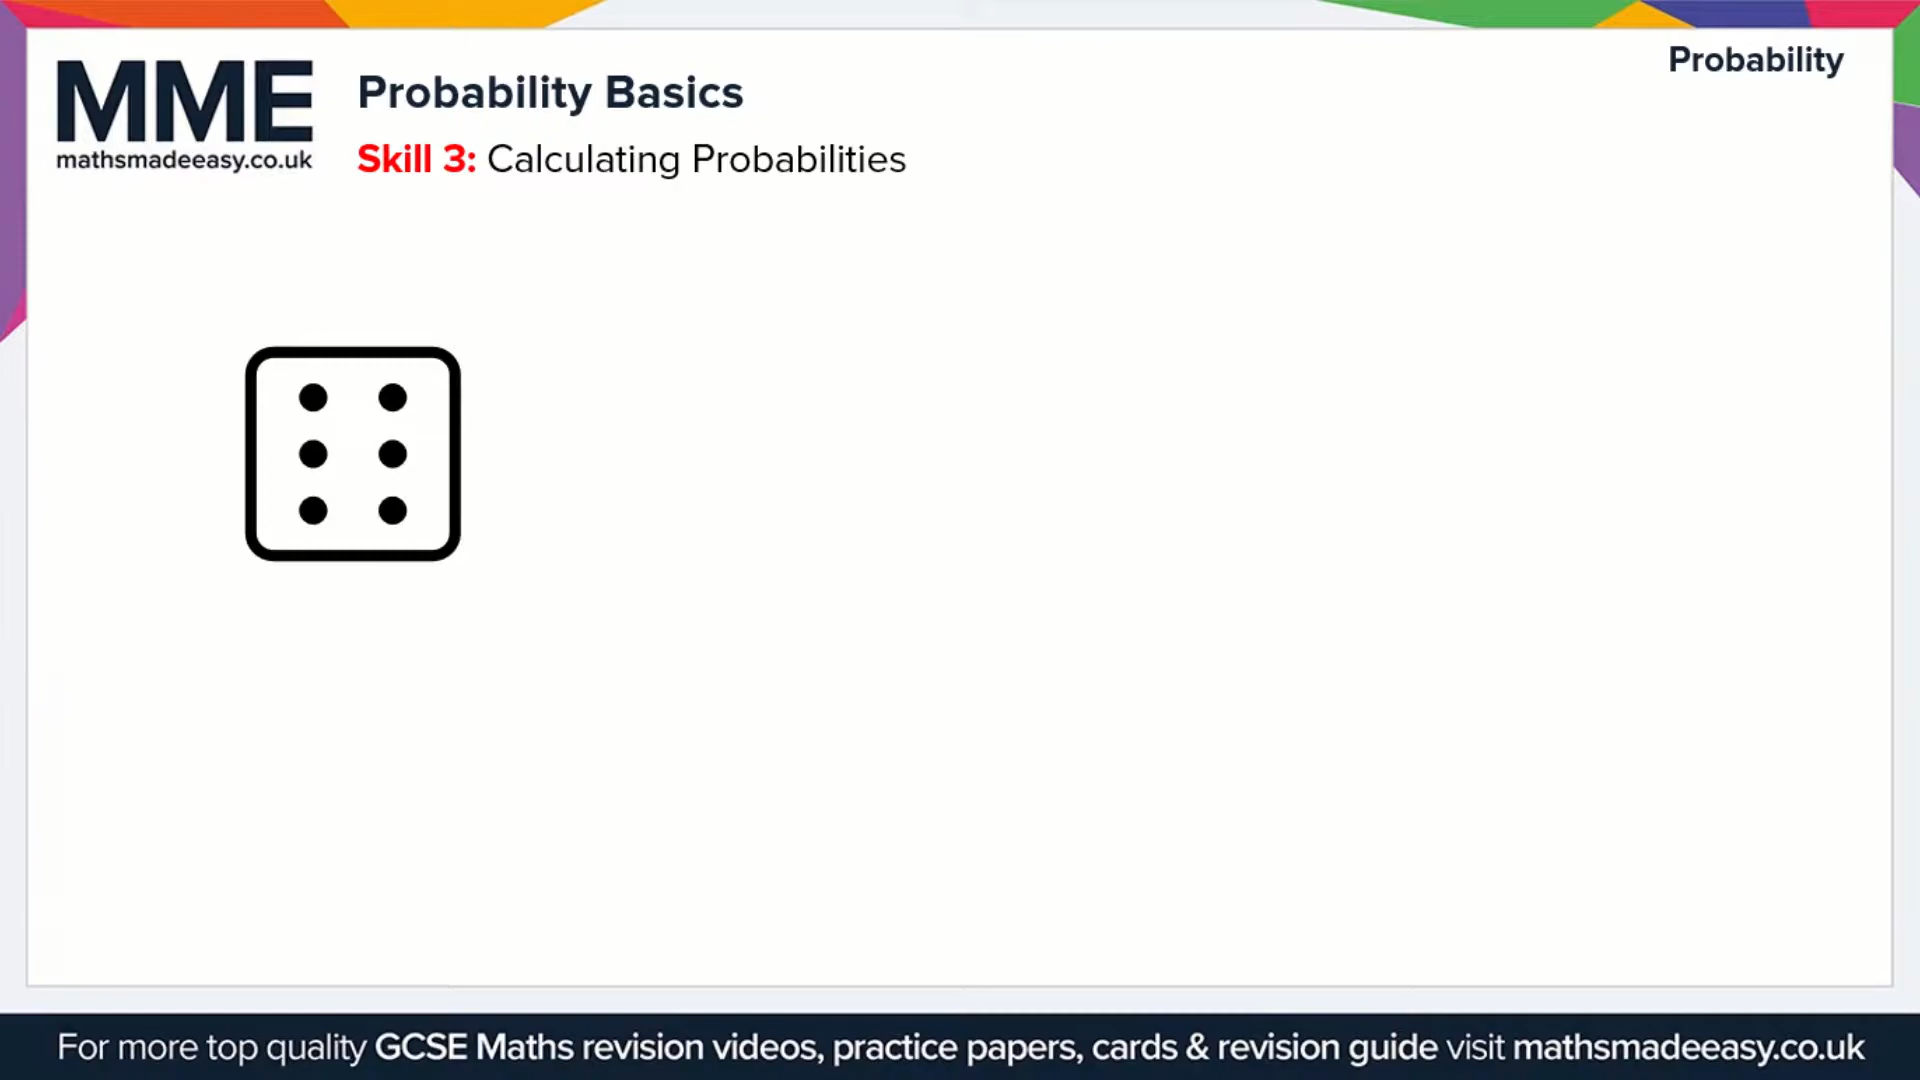 MME
mathsmadeeasy.co.uk
Probability Basics
Skill 3: Calculating Probabilities
Probability
For more top quality GCSE Maths revision videos, practice papers, cards & revision guide visit mathsmadeeasy.co.uk